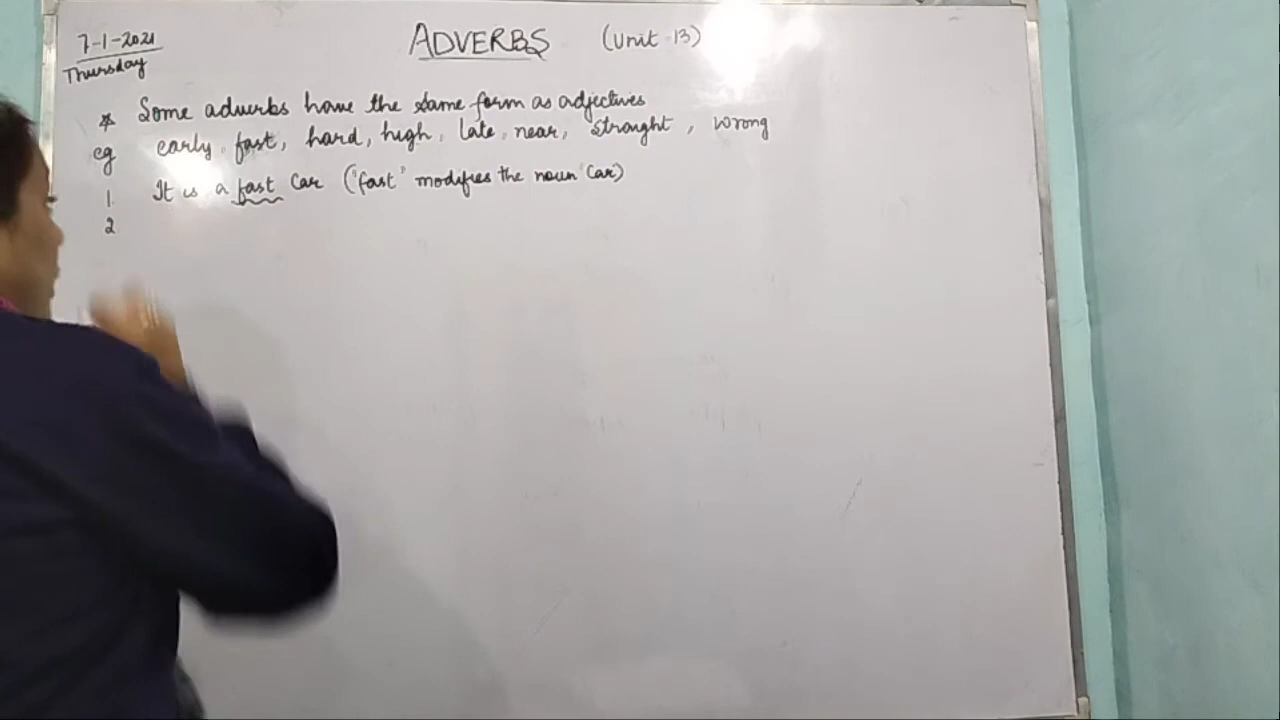 7-1-2021
Thursday
ADVERBS (Unit 13)
* Some adverbs have the same form as adjectives
eg early, fast, hard, high, late, near, straight, wrong
1. It is a fast Car ("fast" modifies the noun 'Car')
2